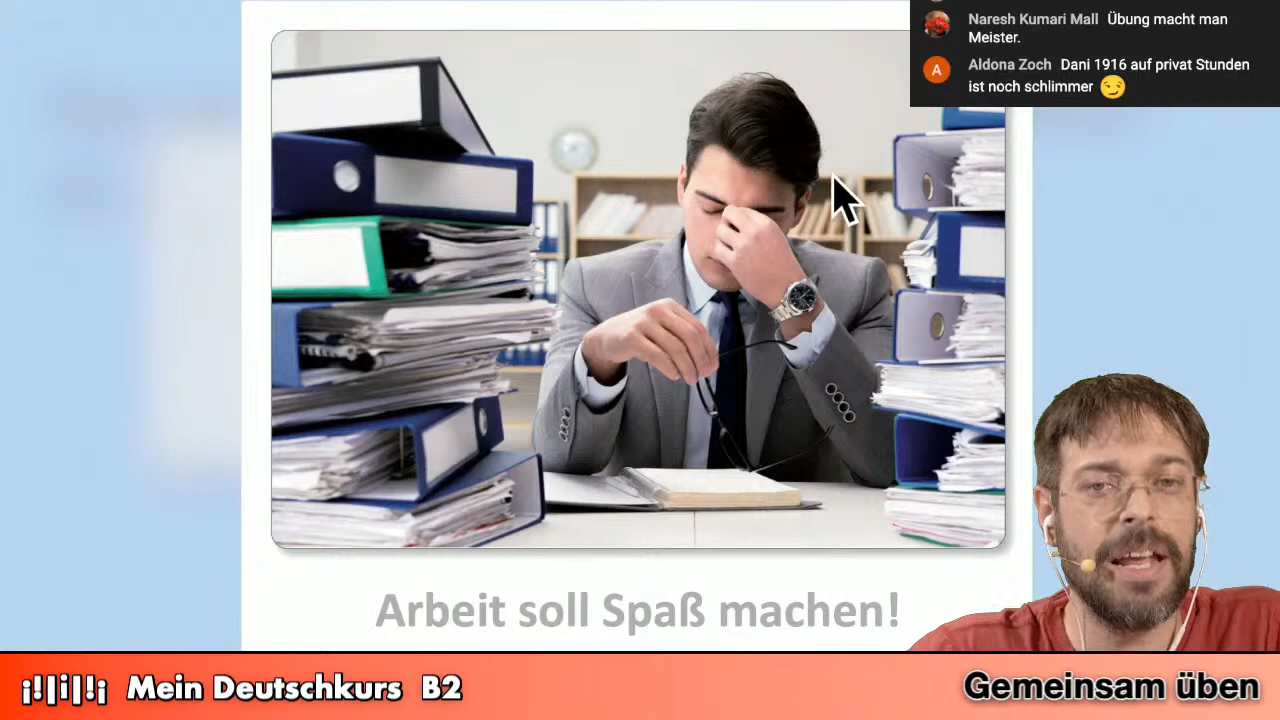 Naresh Kumari Mall Übung macht man
Meister.
A
Aldona Zoch Dani 1916 auf privat Stunden
ist noch schlimmer 😏
Arbeit soll Spaß machen!
Mein Deutschkurs B2
Gemeinsam üben